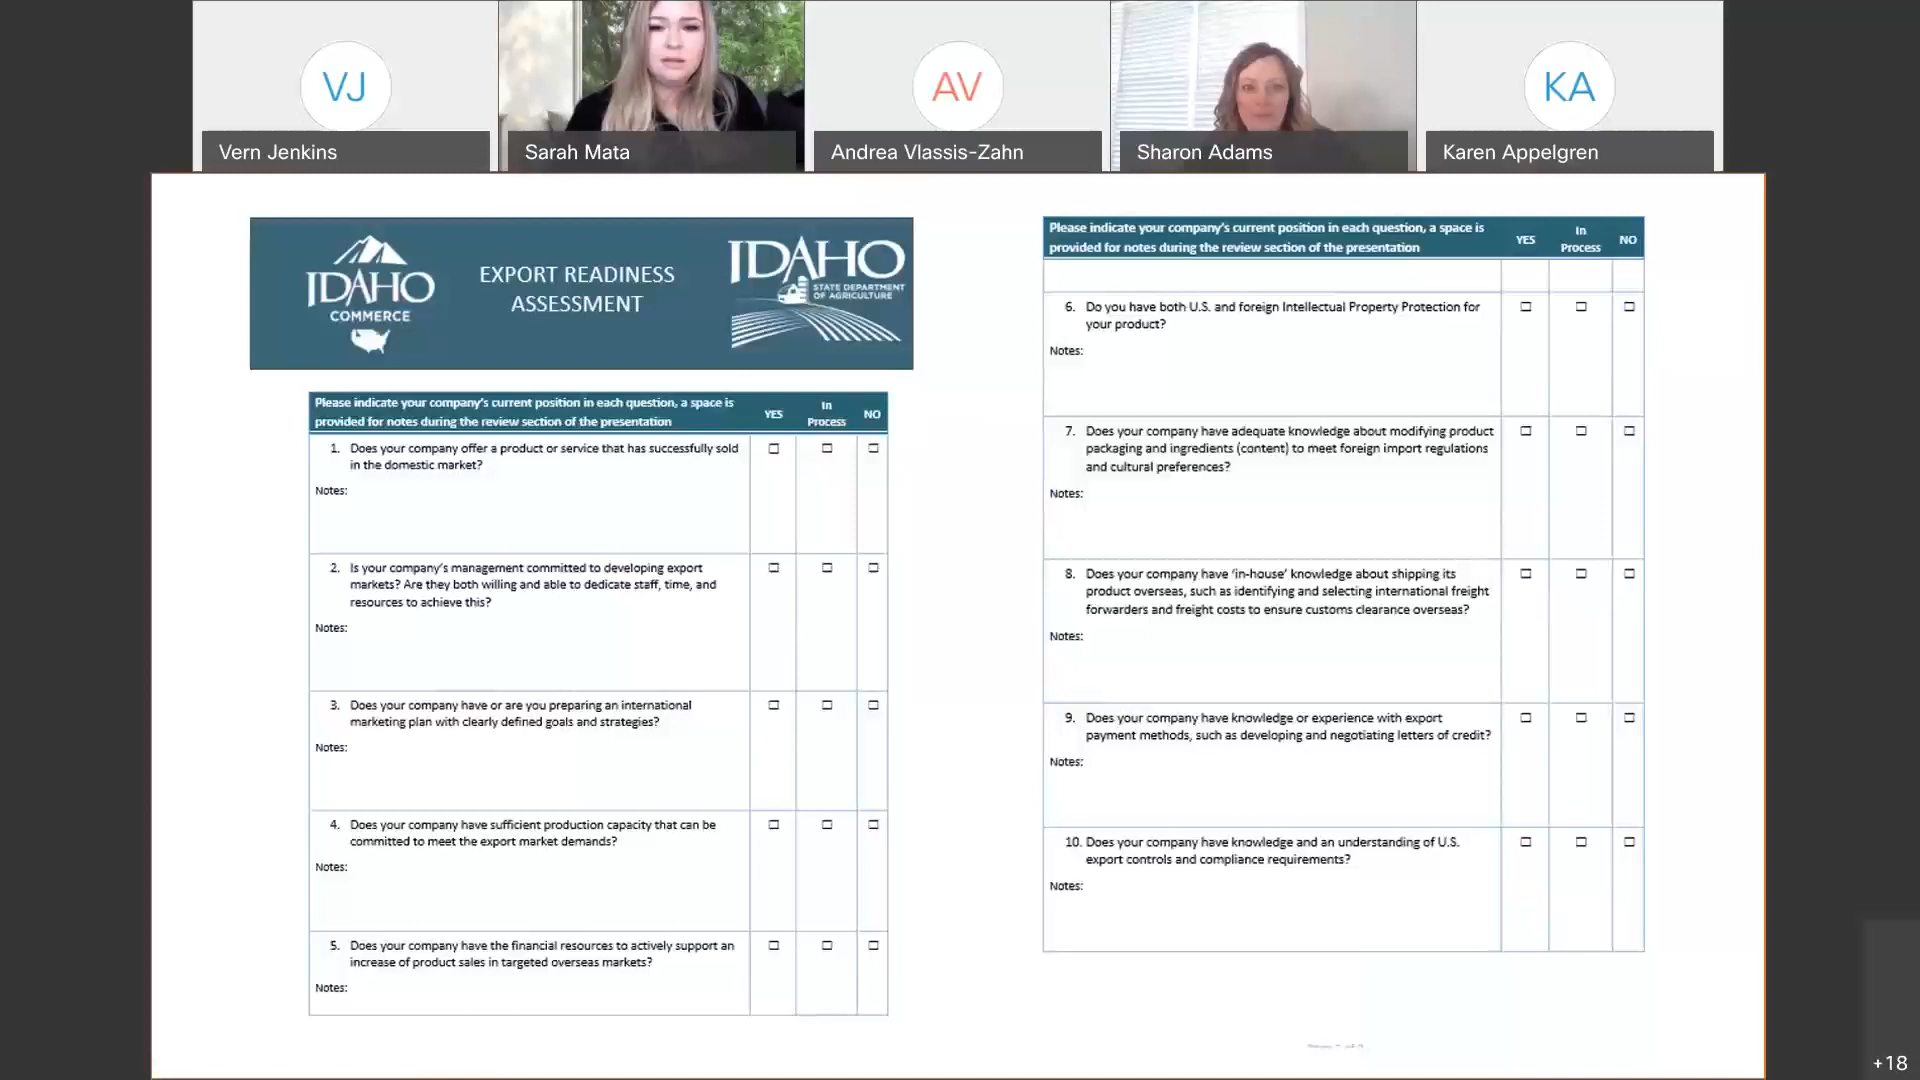 VJ
Vern Jenkins
Sarah Mata
AV
Andrea Vlassis-Zahn
Sharon Adams
KA
Karen Appelgren
IDAHO
COMMERCE
EXPORT READINESS
ASSESSMENT
IDAHO
STATE DEPARTMENT
OF AGRICULTURE
Please indicate your company's current position in each question, a space is
provided for notes during the review section of the presentation
YES
In
Process
NO
1. Does your company offer a product or service that has successfully sold
in the domestic market?
Notes:
2. Is your company's management committed to developing export
markets? Are they both willing and able to dedicate staff, time, and
resources to achieve this?
Notes:
3. Does your company have or are you preparing an international
marketing plan with clearly defined goals and strategies?
Notes:
4. Does your company have sufficient production capacity that can be
committed to meet the export market demands?
Notes:
5. Does your company have the financial resources to actively support an
increase of product sales in targeted overseas markets?
Notes:
Please indicate your company's current position in each question, a space is
provided for notes during the review section of the presentation
YES
In
Process
NO
6. Do you have both U.S. and foreign Intellectual Property Protection for
your product?
Notes:
7. Does your company have adequate knowledge about modifying product
packaging and ingredients (content) to meet foreign import regulations
and cultural preferences?
Notes:
8. Does your company have 'in-house' knowledge about shipping its
product overseas, such as identifying and selecting international freight
forwarders and freight costs to ensure customs clearance overseas?
Notes:
9. Does your company have knowledge or experience with export
payment methods, such as developing and negotiating letters of credit?
Notes:
10. Does your company have knowledge and an understanding of U.S.
export controls and compliance requirements?
Notes:
+18